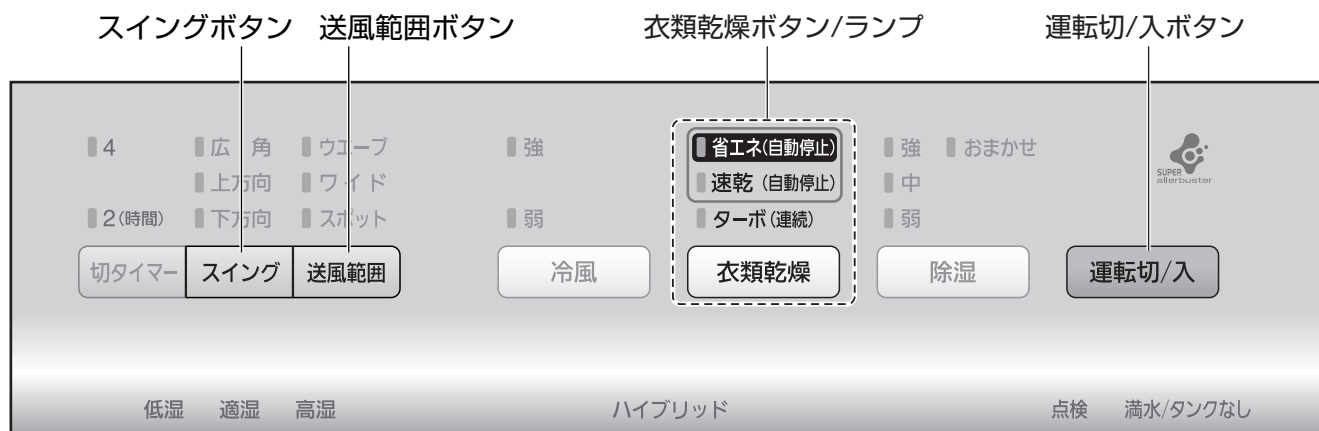 スイングボタン 送風範囲ボタン 衣類乾燥ボタン/ランプ 運転切/入ボタン
4 広 角 ウエーブ 強 省エネ(自動停止) 強 おまかせ
上方向 ワイド 速乾(自動停止) 中
2(時間) 下方向 スポット 弱 ターボ(連続) 弱
SUPER
allerbuster
切タイマー スイング 送風範囲 冷風 衣類乾燥 除湿 運転切/入
低湿 適湿 高湿 ハイブリッド 点検 満水/タンクなし